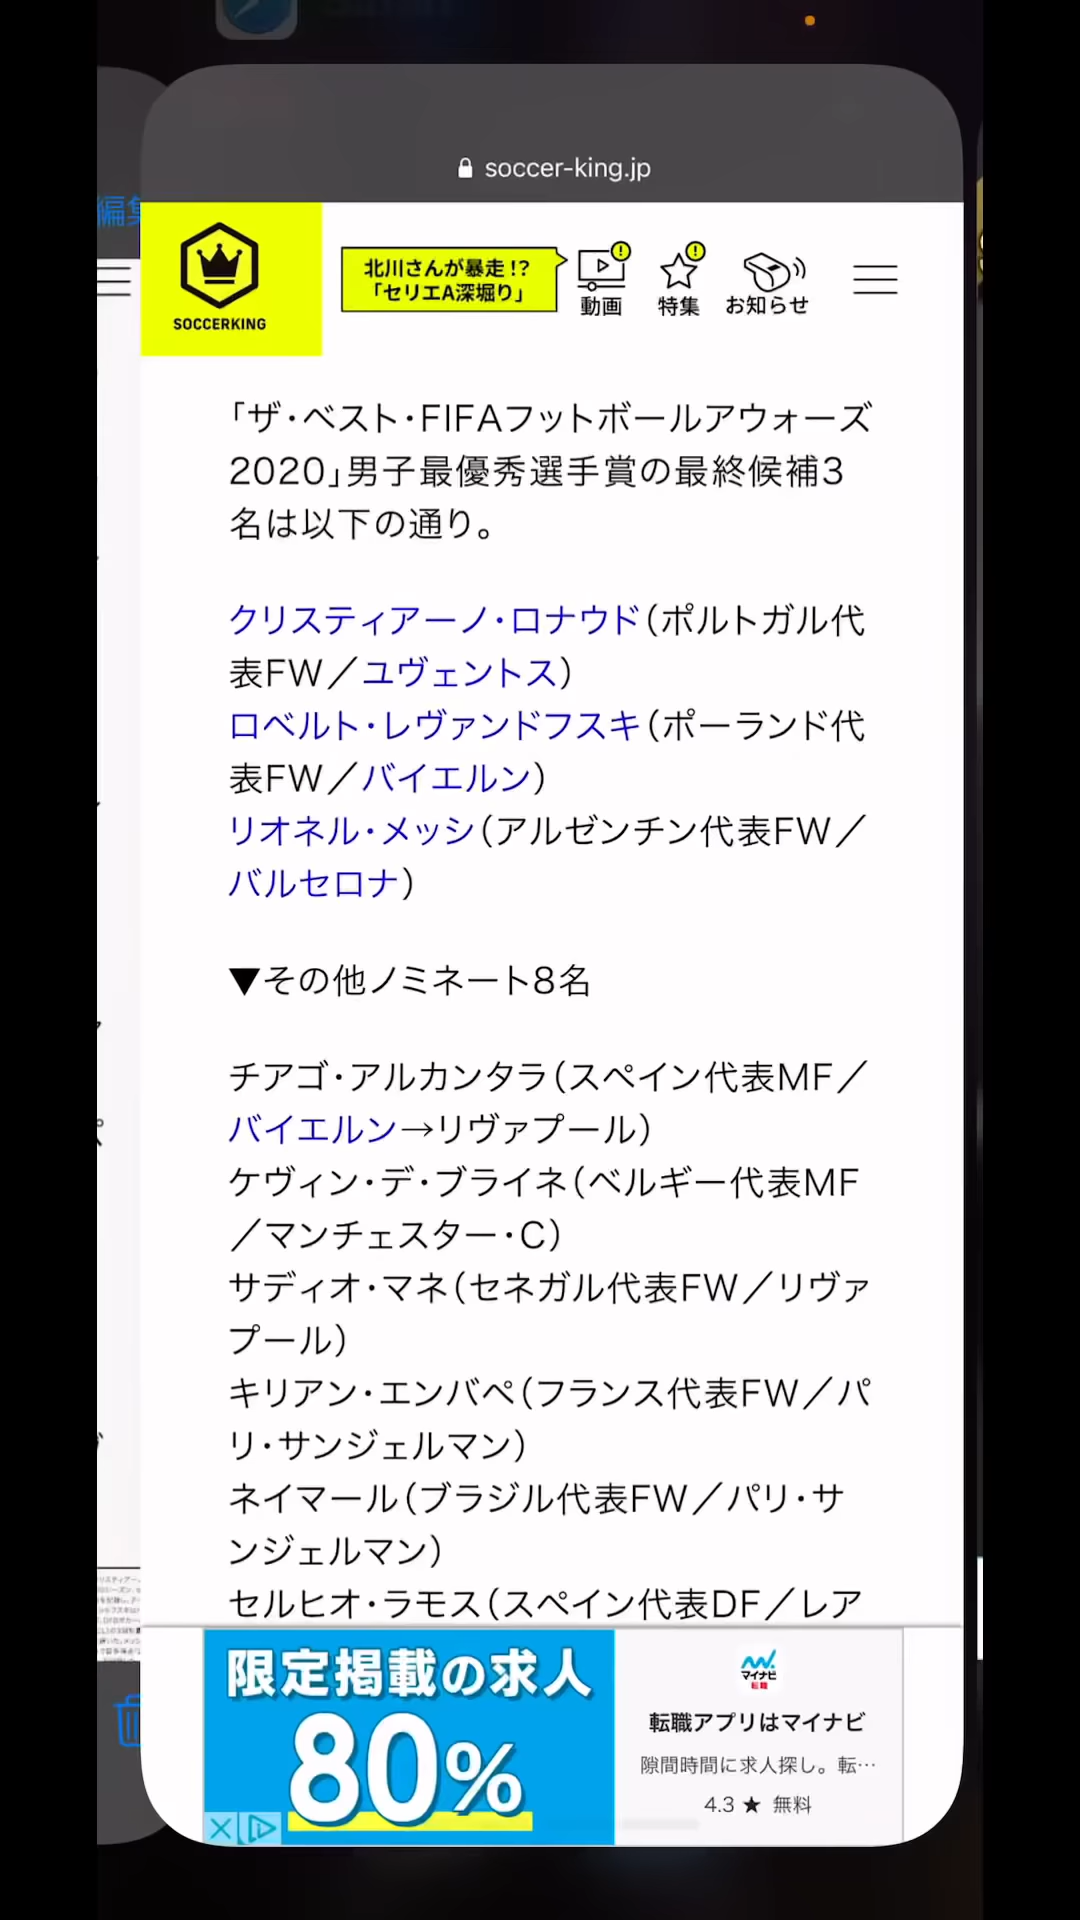 soccer-king.jp
編集
SOCCERKING
北川さんが暴走!?
「セリエA深堀り」
動画
特集
お知らせ
「ザ・ベスト・FIFAフットボールアウォーズ
2020」男子最優秀選手賞の最終候補3
名は以下の通り。
クリスティアーノ・ロナウド（ポルトガル代
表FW／ユヴェントス）
ロベルト・レヴァンドフスキ（ポーランド代
表FW／バイエルン）
リオネル・メッシ（アルゼンチン代表FW／
バルセロナ）
▼その他ノミネート8名
チアゴ・アルカンタラ（スペイン代表MF／
バイエルン→リヴァプール）
ケヴィン・デ・ブライネ（ベルギー代表MF
／マンチェスター・C）
サディオ・マネ（セネガル代表FW／リヴァ
プール）
キリアン・エンバペ（フランス代表FW／パ
リ・サンジェルマン）
ネイマール（ブラジル代表FW／パリ・サ
ンジェルマン）
セルヒオ・ラモス（スペイン代表DF／レア
限定掲載の求人
80%
マイナビ
転職
転職アプリはマイナビ
隙間時間に求人探し。転…
4.3 ★ 無料